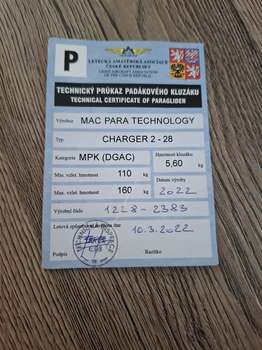 P
LETECKÁ AMATÉRSKÁ ASOCIACE
ČESKÉ REPUBLIKY
LIGHT AIRCRAFT ASSOCIATION
OF THE CZECH REPUBLIC
TECHNICKÝ PRŮKAZ PADÁKOVÉHO KLUZÁKU
TECHNICAL CERTIFICATE OF PARAGLIDER
Výrobce MAC PARA TECHNOLOGY
Typ CHARGER 2 - 28
Kategorie MPK (DGAC) Hmotnost kluzáku
5,60 kg
Min. vzlet. hmotnost 110 kg
Max. vzlet. hmotnost 160 kg Datum výroby
2022
Výrobní číslo 1228-2383
Letová způsobilost ověřena dne 10.3.2022
Podpis Razítko